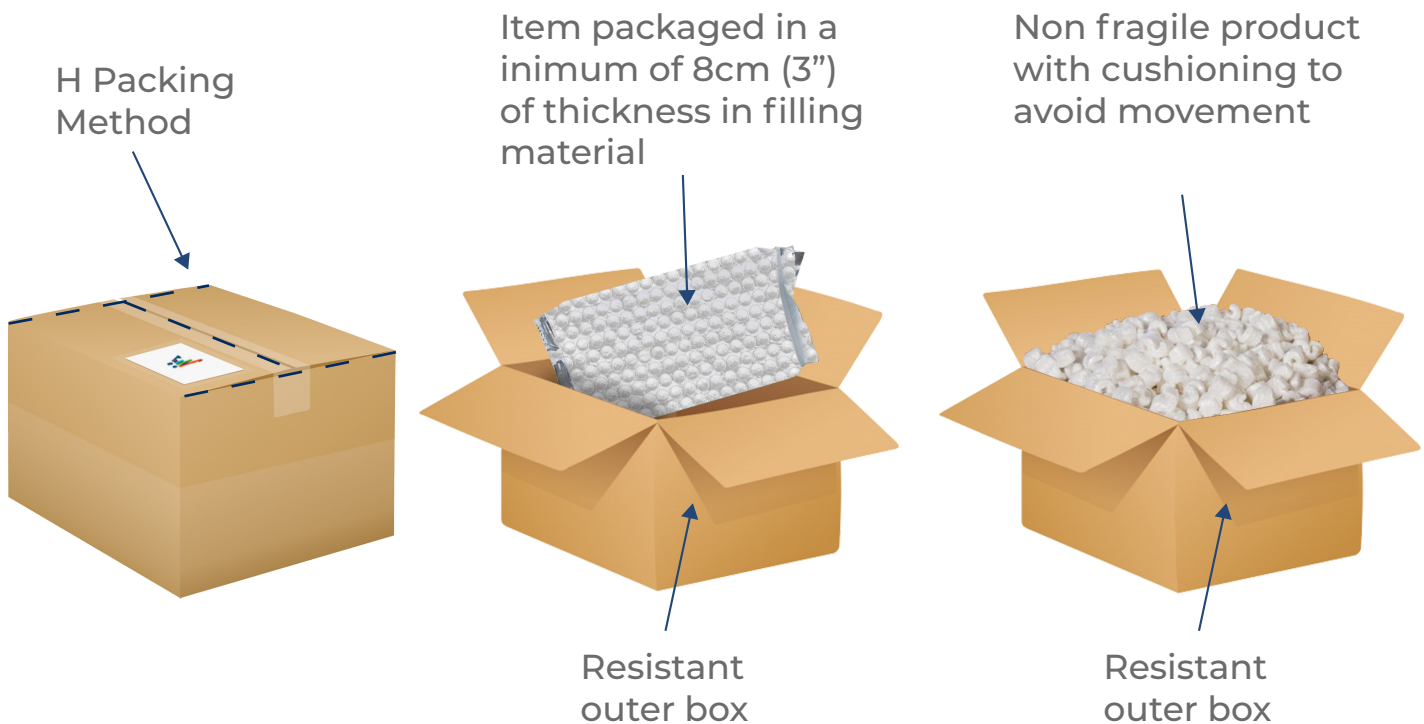 H Packing
Method
Item packaged in a
inimum of 8cm (3”)
of thickness in filling
material
Non fragile product
with cushioning to
avoid movement
Resistant
outer box
Resistant
outer box